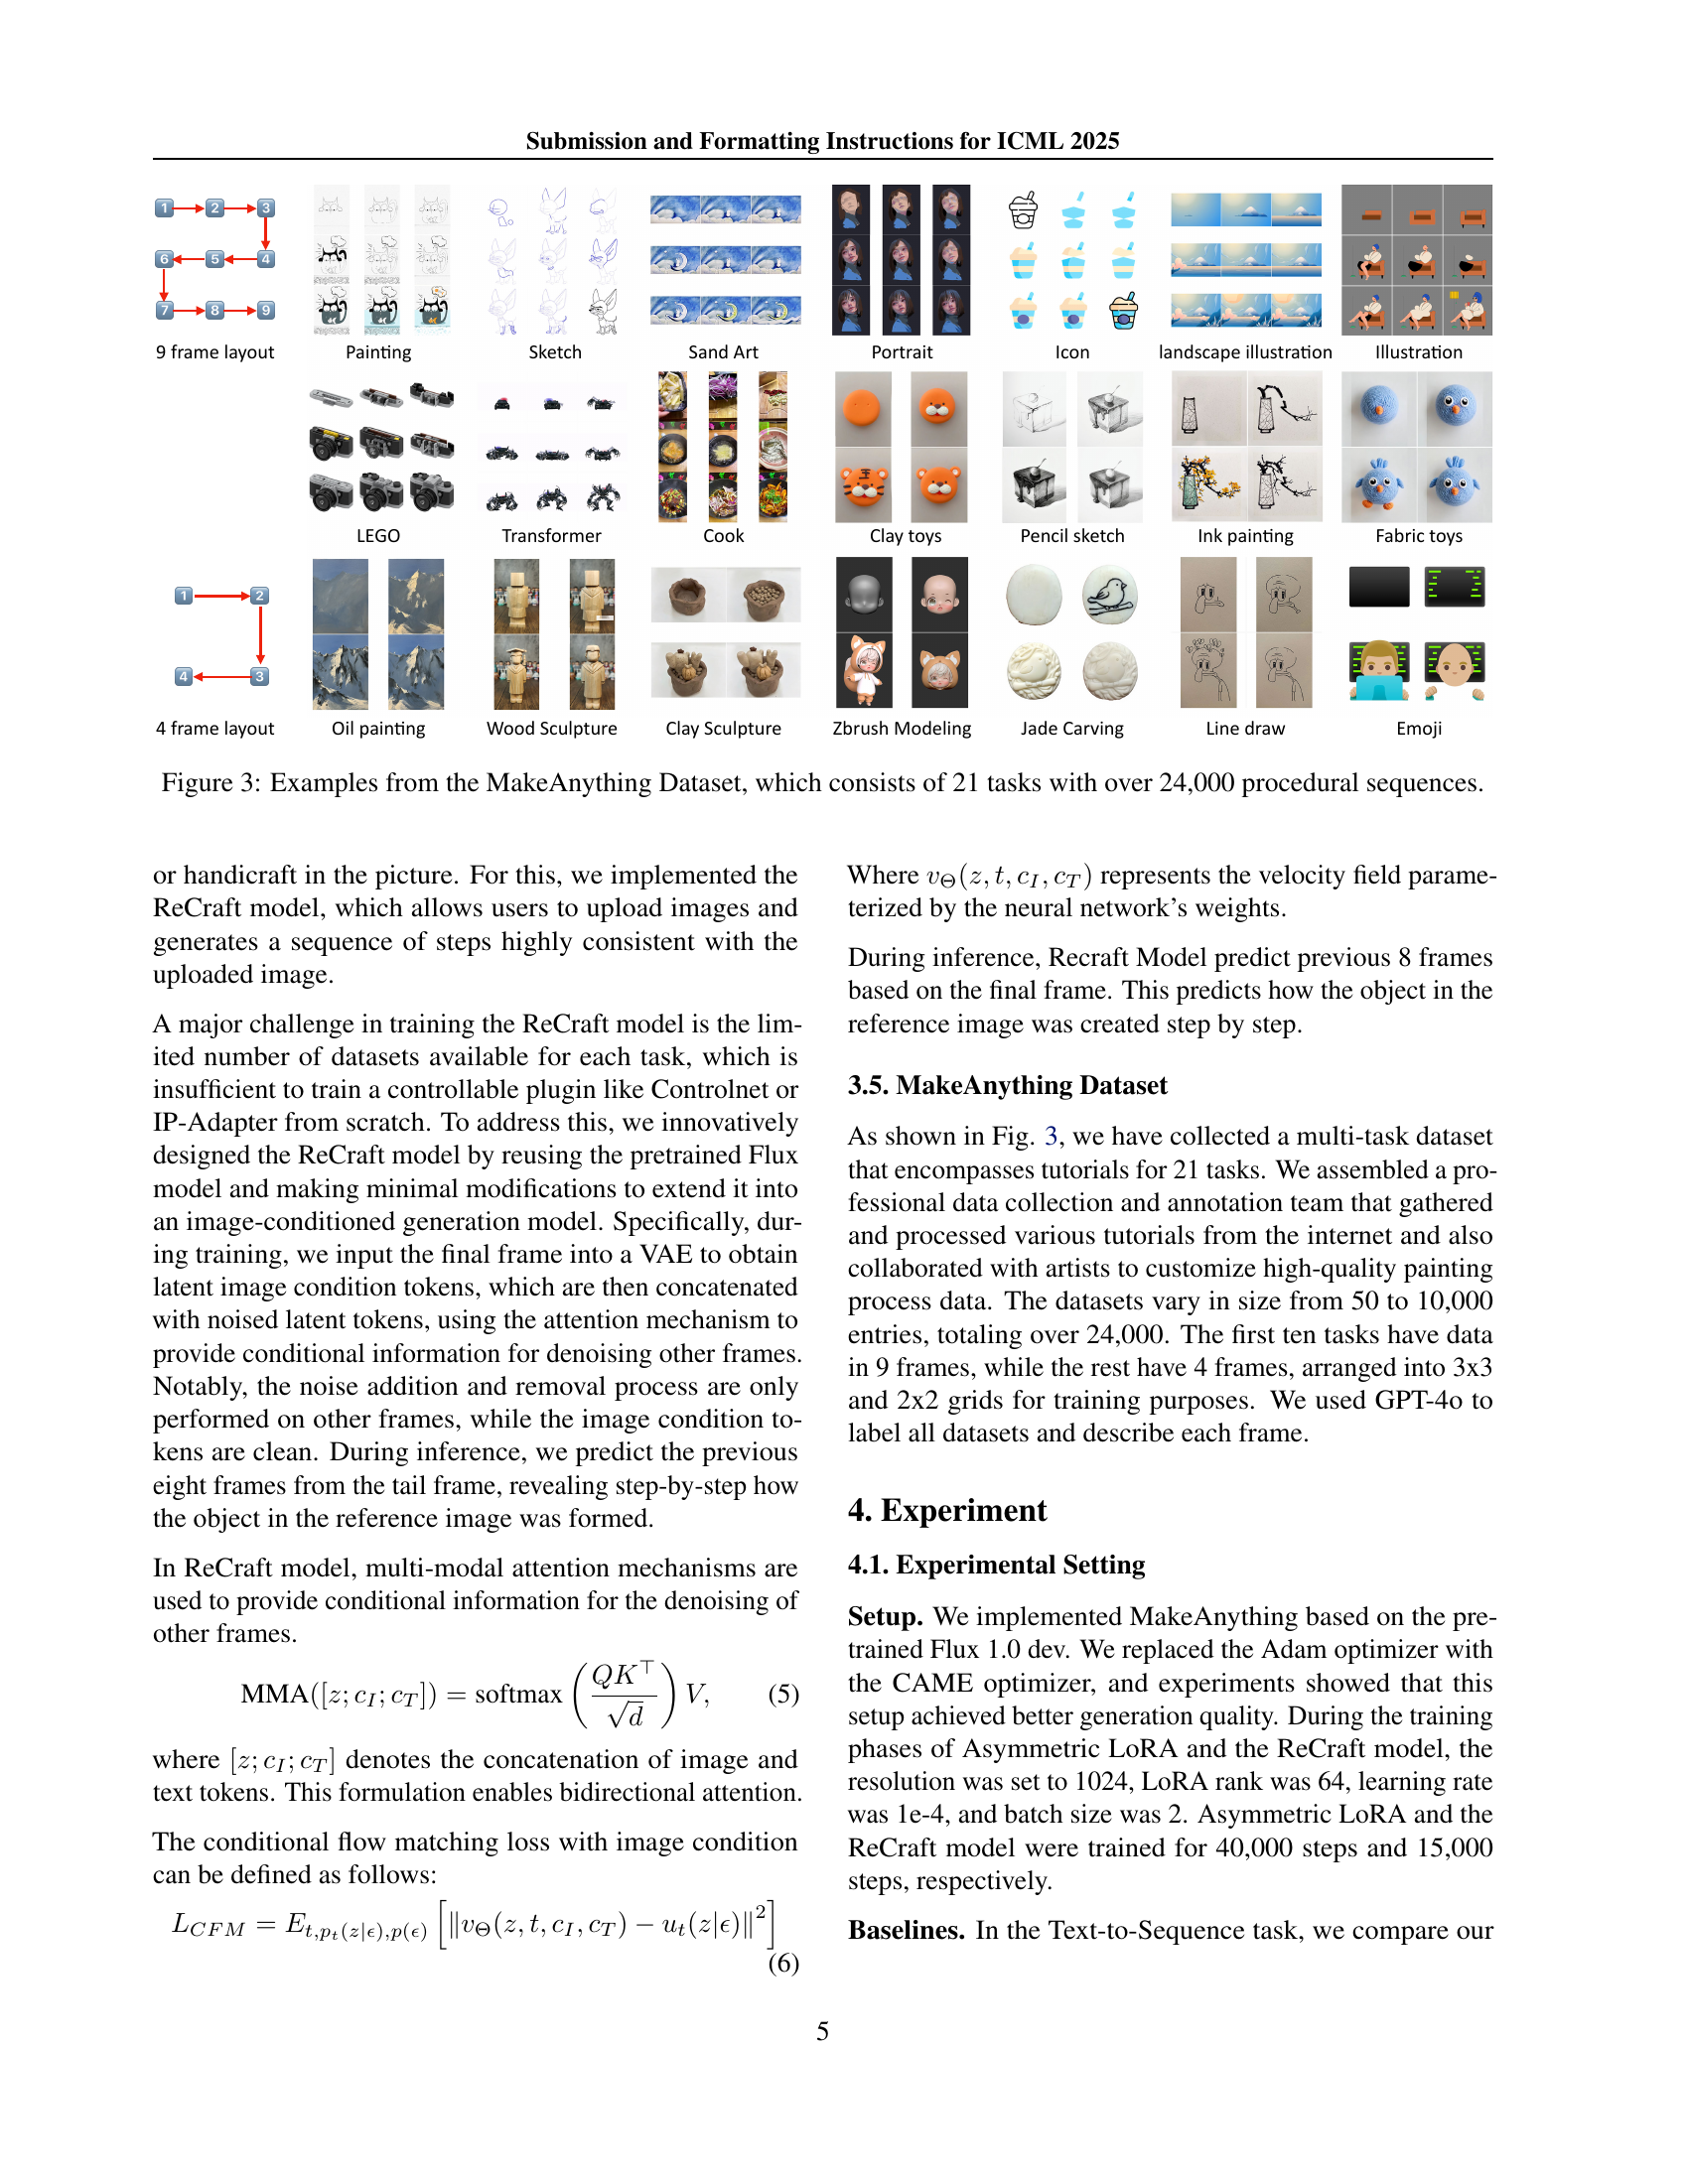 Submission and Formatting Instructions for ICML 2025
1 2 3
6 5 4
7 8 9
9 frame layout Painting Sketch Sand Art Portrait Icon landscape illustration Illustration
LEGO Transformer Cook Clay toys Pencil sketch Ink painting Fabric toys
1 2
4 3
4 frame layout Oil painting Wood Sculpture Clay Sculpture Zbrush Modeling Jade Carving Line draw Emoji
Figure 3: Examples from the MakeAnything Dataset, which consists of 21 tasks with over 24,000 procedural sequences.
or handicraft in the picture. For this, we implemented the
ReCraft model, which allows users to upload images and
generates a sequence of steps highly consistent with the
uploaded image.
A major challenge in training the ReCraft model is the lim-
ited number of datasets available for each task, which is
insufficient to train a controllable plugin like Controlnet or
IP-Adapter from scratch. To address this, we innovatively
designed the ReCraft model by reusing the pretrained Flux
model and making minimal modifications to extend it into
an image-conditioned generation model. Specifically, dur-
ing training, we input the final frame into a VAE to obtain
latent image condition tokens, which are then concatenated
with noised latent tokens, using the attention mechanism to
provide conditional information for denoising other frames.
Notably, the noise addition and removal process are only
performed on other frames, while the image condition to-
kens are clean. During inference, we predict the previous
eight frames from the tail frame, revealing step-by-step how
the object in the reference image was formed.
In ReCraft model, multi-modal attention mechanisms are
used to provide conditional information for the denoising of
other frames.
MMA([z; c_I; c_T]) = softmax (QK^⊤ / √d) V, (5)
where [z; c_I; c_T] denotes the concatenation of image and
text tokens. This formulation enables bidirectional attention.
The conditional flow matching loss with image condition
can be defined as follows:
L_{CFM} = E_{t,p_t(z|ϵ),p(ϵ)} [‖v_Θ(z, t, c_I, c_T) − u_t(z|ϵ)‖^2]
(6)
Where v_Θ(z, t, c_I, c_T) represents the velocity field parame-
terized by the neural network's weights.
During inference, Recraft Model predict previous 8 frames
based on the final frame. This predicts how the object in the
reference image was created step by step.
3.5. MakeAnything Dataset
As shown in Fig. 3, we have collected a multi-task dataset
that encompasses tutorials for 21 tasks. We assembled a pro-
fessional data collection and annotation team that gathered
and processed various tutorials from the internet and also
collaborated with artists to customize high-quality painting
process data. The datasets vary in size from 50 to 10,000
entries, totaling over 24,000. The first ten tasks have data
in 9 frames, while the rest have 4 frames, arranged into 3x3
and 2x2 grids for training purposes. We used GPT-4o to
label all datasets and describe each frame.
4. Experiment
4.1. Experimental Setting
Setup. We implemented MakeAnything based on the pre-
trained Flux 1.0 dev. We replaced the Adam optimizer with
the CAME optimizer, and experiments showed that this
setup achieved better generation quality. During the training
phases of Asymmetric LoRA and the ReCraft model, the
resolution was set to 1024, LoRA rank was 64, learning rate
was 1e-4, and batch size was 2. Asymmetric LoRA and the
ReCraft model were trained for 40,000 steps and 15,000
steps, respectively.
Baselines. In the Text-to-Sequence task, we compare our
5